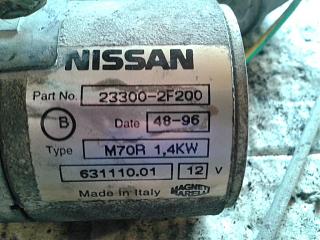 NISSAN
Part No. 23300-2F200
B Date 48-96
Type M70R 1,4KW
631110.01 12 V
Made in Italy MAGNETI MARELLI